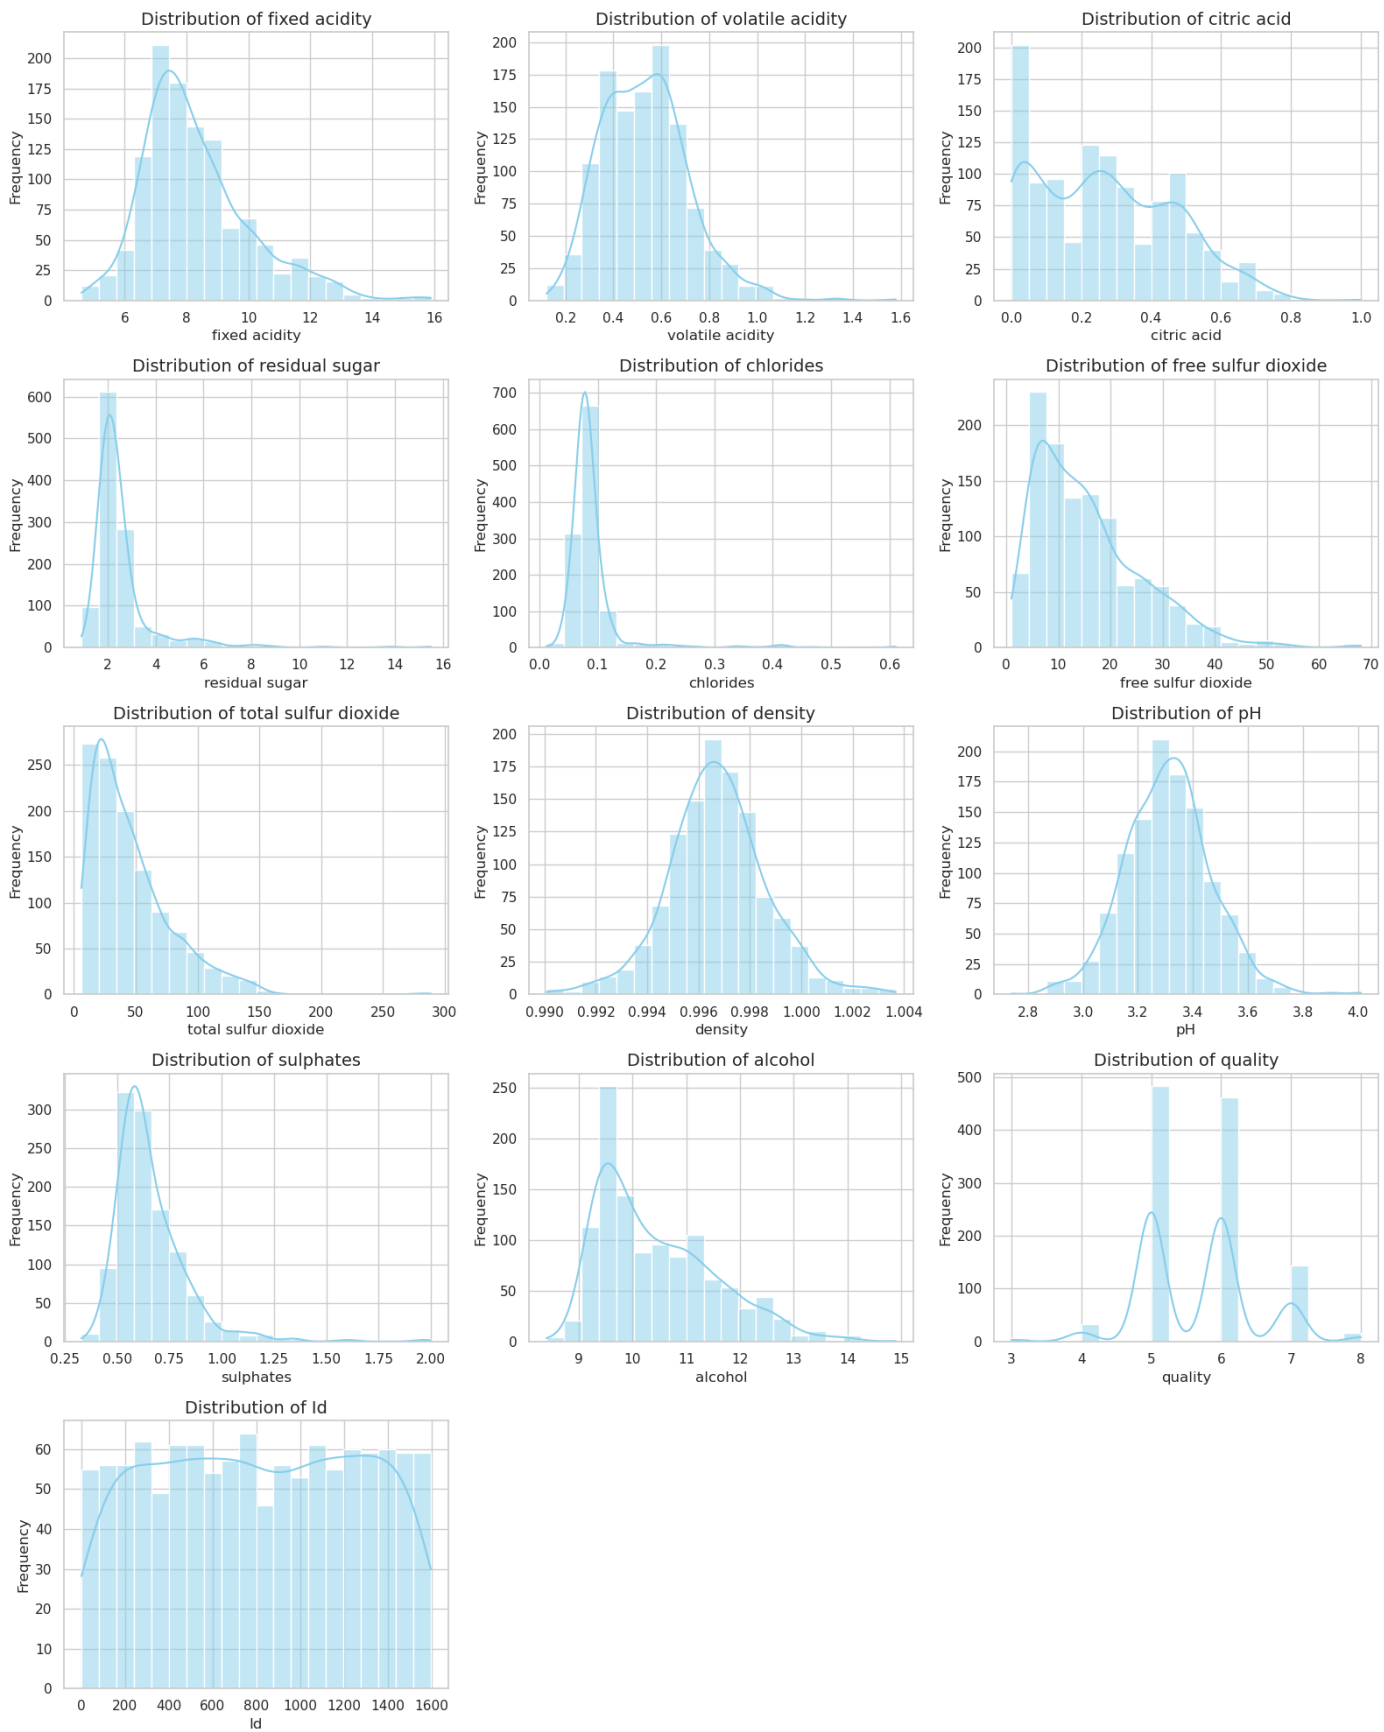 Distribution of fixed acidity
Frequency
200
175
150
125
100
75
50
25
0
6 8 10 12 14 16
fixed acidity
Distribution of volatile acidity
Frequency
200
175
150
125
100
75
50
25
0
0.2 0.4 0.6 0.8 1.0 1.2 1.4 1.6
volatile acidity
Distribution of citric acid
Frequency
200
175
150
125
100
75
50
25
0
0.0 0.2 0.4 0.6 0.8 1.0
citric acid
Distribution of residual sugar
Frequency
600
500
400
300
200
100
0
2 4 6 8 10 12 14 16
residual sugar
Distribution of chlorides
Frequency
700
600
500
400
300
200
100
0
0.0 0.1 0.2 0.3 0.4 0.5 0.6
chlorides
Distribution of free sulfur dioxide
Frequency
200
150
100
50
0
0 10 20 30 40 50 60 70
free sulfur dioxide
Distribution of total sulfur dioxide
Frequency
250
200
150
100
50
0
0 50 100 150 200 250 300
total sulfur dioxide
Distribution of density
Frequency
200
175
150
125
100
75
50
25
0
0.990 0.992 0.994 0.996 0.998 1.000 1.002 1.004
density
Distribution of pH
Frequency
200
175
150
125
100
75
50
25
0
2.8 3.0 3.2 3.4 3.6 3.8 4.0
pH
Distribution of sulphates
Frequency
300
250
200
150
100
50
0
0.25 0.50 0.75 1.00 1.25 1.50 1.75 2.00
sulphates
Distribution of alcohol
Frequency
250
200
150
100
50
0
9 10 11 12 13 14 15
alcohol
Distribution of quality
Frequency
500
400
300
200
100
0
3 4 5 6 7 8
quality
Distribution of Id
Frequency
60
50
40
30
20
10
0
0 200 400 600 800 1000 1200 1400 1600
Id